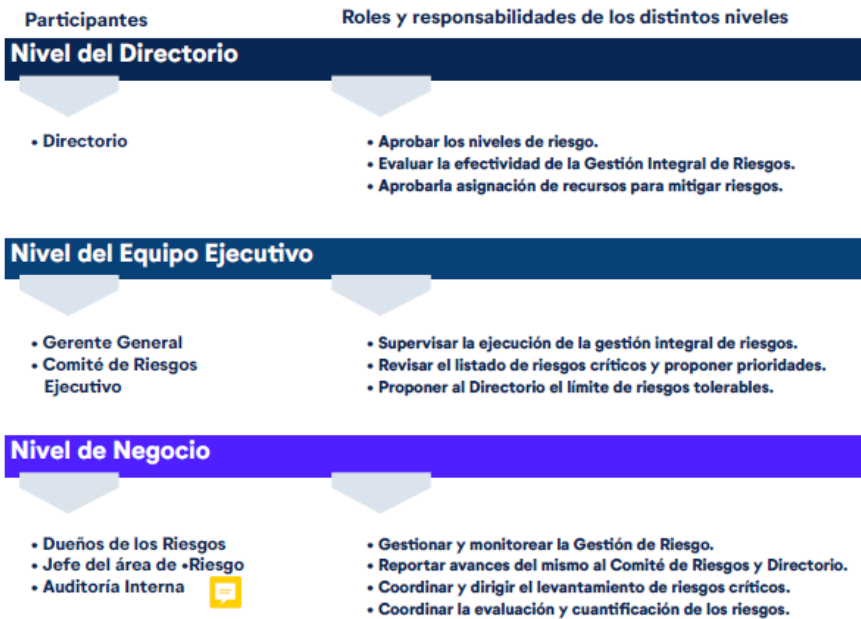 Participantes
Roles y responsabilidades de los distintos niveles
Nivel del Directorio
• Directorio
• Aprobar los niveles de riesgo.
• Evaluar la efectividad de la Gestión Integral de Riesgos.
• Aprobarla asignación de recursos para mitigar riesgos.
Nivel del Equipo Ejecutivo
• Gerente General
• Comité de Riesgos
Ejecutivo
• Supervisar la ejecución de la gestión integral de riesgos.
• Revisar el listado de riesgos críticos y proponer prioridades.
• Proponer al Directorio el límite de riesgos tolerables.
Nivel de Negocio
• Dueños de los Riesgos
• Jefe del área de •Riesgo
• Auditoría Interna
• Gestionar y monitorear la Gestión de Riesgo.
• Reportar avances del mismo al Comité de Riesgos y Directorio.
• Coordinar y dirigir el levantamiento de riesgos críticos.
• Coordinar la evaluación y cuantificación de los riesgos.